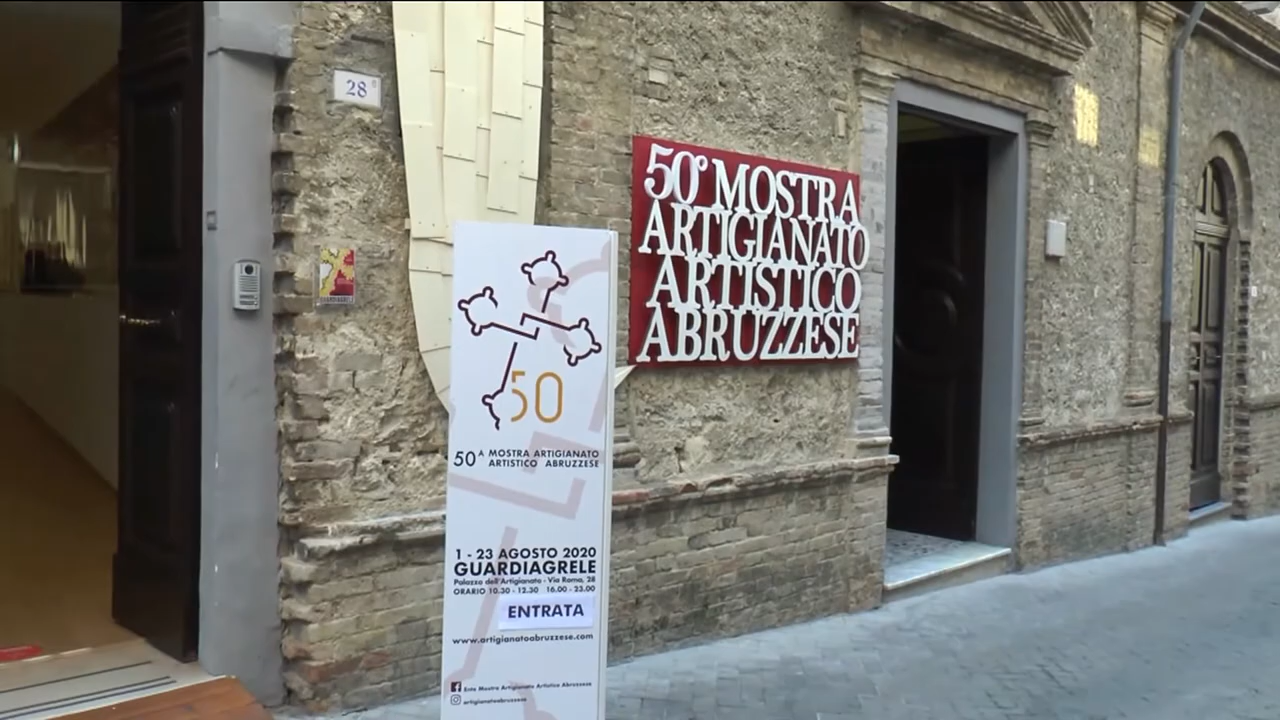 28
GUARDIAGRELE
50° MOSTRA
ARTIGIANATO
ARTISTICO
ABRUZZESE
50
50ª MOSTRA ARTIGIANATO
ARTISTICO ABRUZZESE
1 - 23 AGOSTO 2020
GUARDIAGRELE
Palazzo dell'Artigianato - Via Roma, 28
ORARIO 10.30 - 12.30 16.00 - 23.00
ENTRATA
www.artigianatoabruzzese.com
Ente Mostra Artigianato Artistico Abruzzese
artigianatoabruzzese